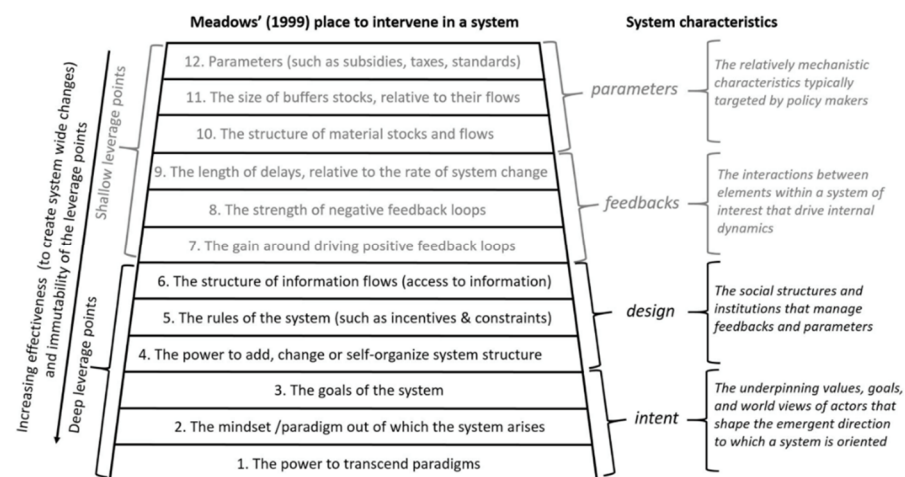 Meadows' (1999) place to intervene in a system
System characteristics
Increasing effectiveness (to create system wide changes)
and immutability of the leverage points
Shallow leverage points
Deep leverage points
12. Parameters (such as subsidies, taxes, standards)
11. The size of buffers stocks, relative to their flows
10. The structure of material stocks and flows
9. The length of delays, relative to the rate of system change
8. The strength of negative feedback loops
7. The gain around driving positive feedback loops
6. The structure of information flows (access to information)
5. The rules of the system (such as incentives & constraints)
4. The power to add, change or self-organize system structure
3. The goals of the system
2. The mindset /paradigm out of which the system arises
1. The power to transcend paradigms
parameters
The relatively mechanistic
characteristics typically
targeted by policy makers
feedbacks
The interactions between
elements within a system of
interest that drive internal
dynamics
design
The social structures and
institutions that manage
feedbacks and parameters
intent
The underpinning values, goals,
and world views of actors that
shape the emergent direction
to which a system is oriented